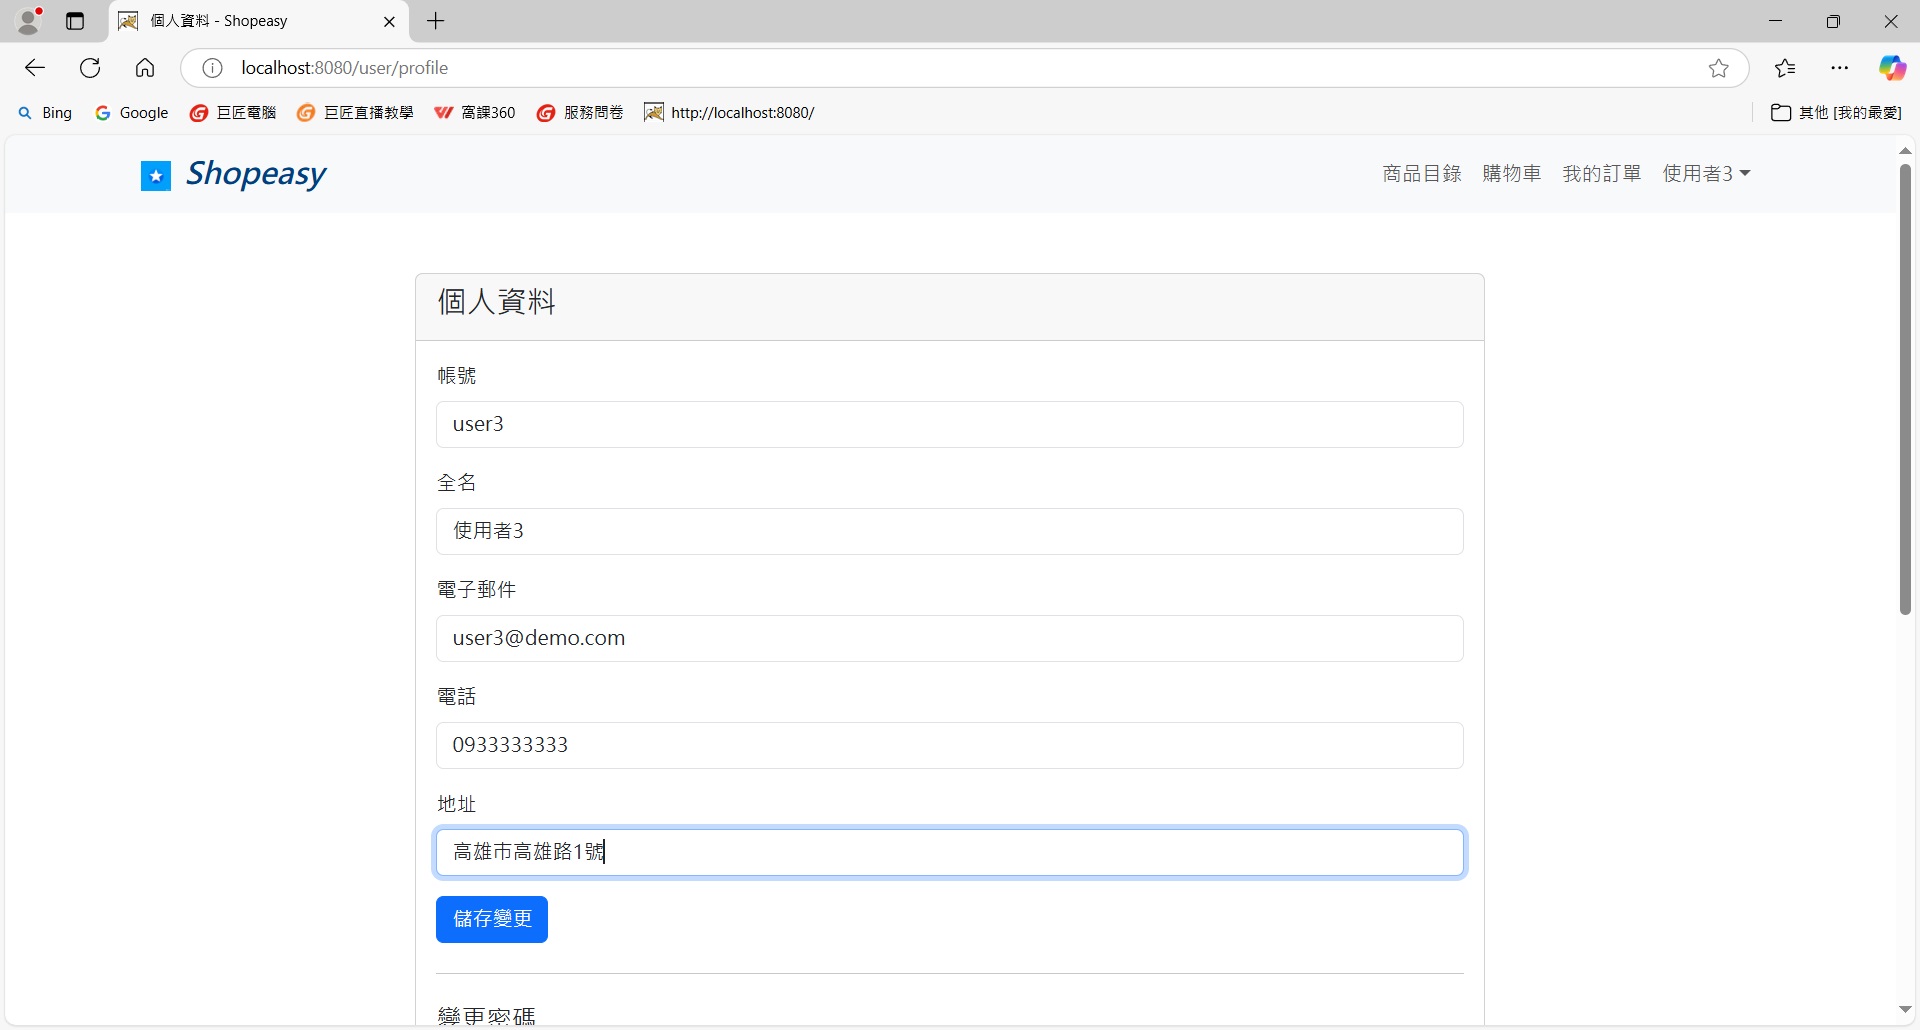 個人資料 - Shopeasy
localhost:8080/user/profile
Bing Google 巨匠電腦 巨匠直播教學 窩課360 服務問卷 http://localhost:8080/ 其他 [我的最愛]
Shopeasy 商品目錄 購物車 我的訂單 使用者3
個人資料
帳號
user3
全名
使用者3
電子郵件
user3@demo.com
電話
0933333333
地址
高雄市高雄路1號
儲存變更
變更密碼